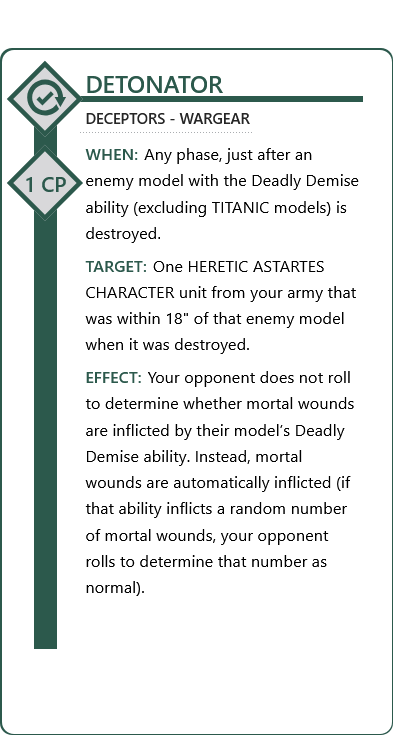 DETONATOR
DECEPTORS - WARGEAR
1 CP
WHEN: Any phase, just after an
enemy model with the Deadly Demise
ability (excluding TITANIC models) is
destroyed.
TARGET: One HERETIC ASTARTES
CHARACTER unit from your army that
was within 18" of that enemy model
when it was destroyed.
EFFECT: Your opponent does not roll
to determine whether mortal wounds
are inflicted by their model’s Deadly
Demise ability. Instead, mortal
wounds are automatically inflicted (if
that ability inflicts a random number
of mortal wounds, your opponent
rolls to determine that number as
normal).